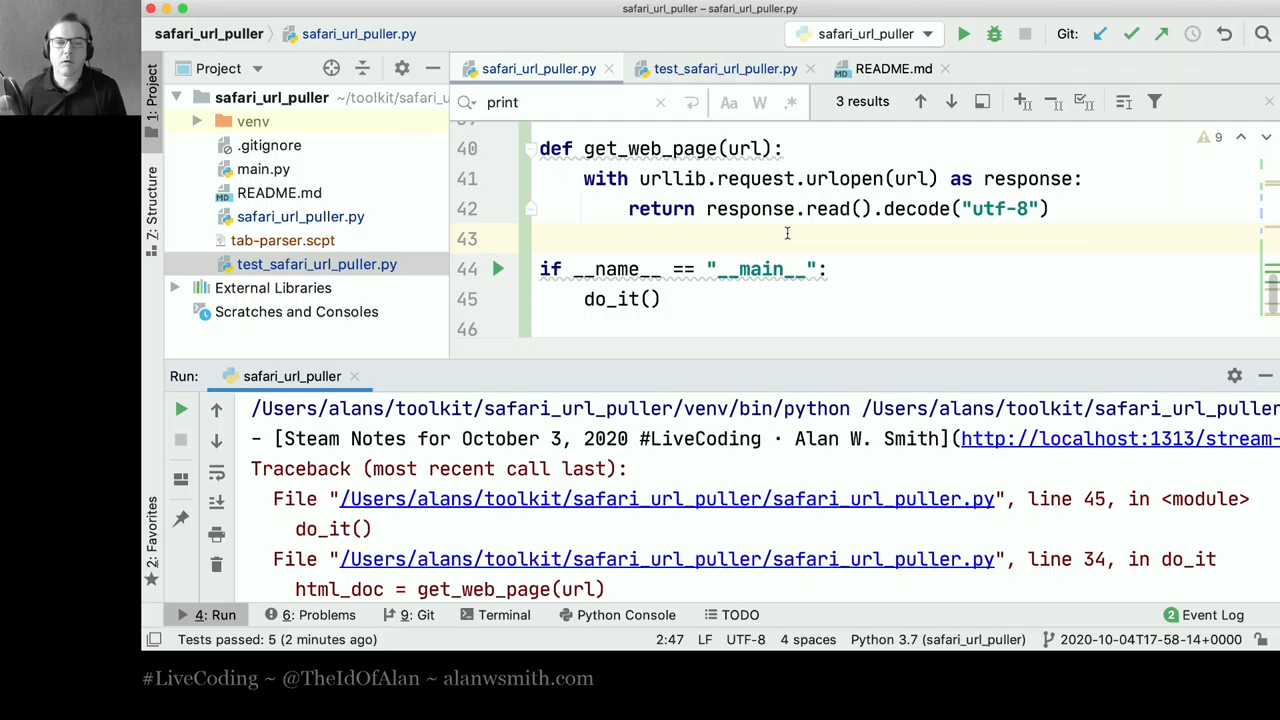 safari_url_puller – safari_url_puller.py
safari_url_puller
safari_url_puller.py
safari_url_puller
Git:
1: Project
Z: Structure
2: Favorites
Project
safari_url_puller ~/toolkit/safari_u
venv
.gitignore
main.py
README.md
safari_url_puller.py
tab-parser.scpt
test_safari_url_puller.py
External Libraries
Scratches and Consoles
safari_url_puller.py
test_safari_url_puller.py
README.md
print
Aa
W
.*
3 results
9
40 def get_web_page(url):
41 with urllib.request.urlopen(url) as response:
42 return response.read().decode("utf-8")
43
44 if __name__ == "__main__":
45 do_it()
46
Run:
safari_url_puller
/Users/alans/toolkit/safari_url_puller/venv/bin/python /Users/alans/toolkit/safari_url_puller
- [Steam Notes for October 3, 2020 #LiveCoding · Alan W. Smith](http://localhost:1313/stream-
Traceback (most recent call last):
File "/Users/alans/toolkit/safari_url_puller/safari_url_puller.py", line 45, in <module>
do_it()
File "/Users/alans/toolkit/safari_url_puller/safari_url_puller.py", line 34, in do_it
html_doc = get_web_page(url)
4: Run
6: Problems
9: Git
Terminal
Python Console
TODO
2 Event Log
Tests passed: 5 (2 minutes ago)
2:47
LF
UTF-8
4 spaces
Python 3.7 (safari_url_puller)
2020-10-04T17-58-14+0000
#LiveCoding ~ @TheIdOfAlan ~ alanwsmith.com